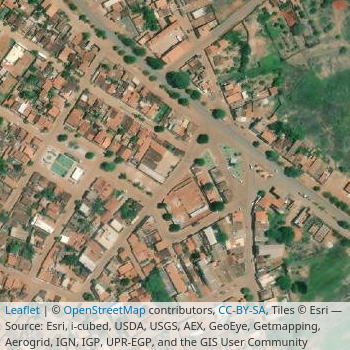 Leaflet | © OpenStreetMap contributors, CC-BY-SA, Tiles © Esri —
Source: Esri, i-cubed, USDA, USGS, AEX, GeoEye, Getmapping,
Aerogrid, IGN, IGP, UPR-EGP, and the GIS User Community